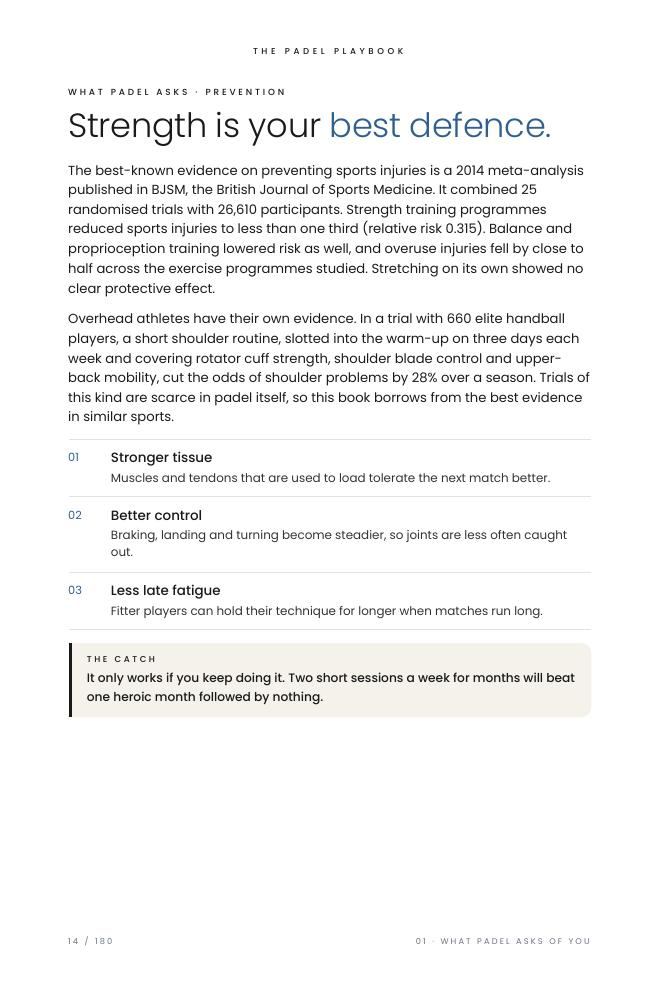 THE PADEL PLAYBOOK
WHAT PADEL ASKS · PREVENTION
Strength is your best defence.
The best-known evidence on preventing sports injuries is a 2014 meta-analysis
published in BJSM, the British Journal of Sports Medicine. It combined 25
randomised trials with 26,610 participants. Strength training programmes
reduced sports injuries to less than one third (relative risk 0.315). Balance and
proprioception training lowered risk as well, and overuse injuries fell by close to
half across the exercise programmes studied. Stretching on its own showed no
clear protective effect.
Overhead athletes have their own evidence. In a trial with 660 elite handball
players, a short shoulder routine, slotted into the warm-up on three days each
week and covering rotator cuff strength, shoulder blade control and upper-
back mobility, cut the odds of shoulder problems by 28% over a season. Trials of
this kind are scarce in padel itself, so this book borrows from the best evidence
in similar sports.
01 Stronger tissue
Muscles and tendons that are used to load tolerate the next match better.
02 Better control
Braking, landing and turning become steadier, so joints are less often caught
out.
03 Less late fatigue
Fitter players can hold their technique for longer when matches run long.
THE CATCH
It only works if you keep doing it. Two short sessions a week for months will beat
one heroic month followed by nothing.
14 / 180 01 · WHAT PADEL ASKS OF YOU